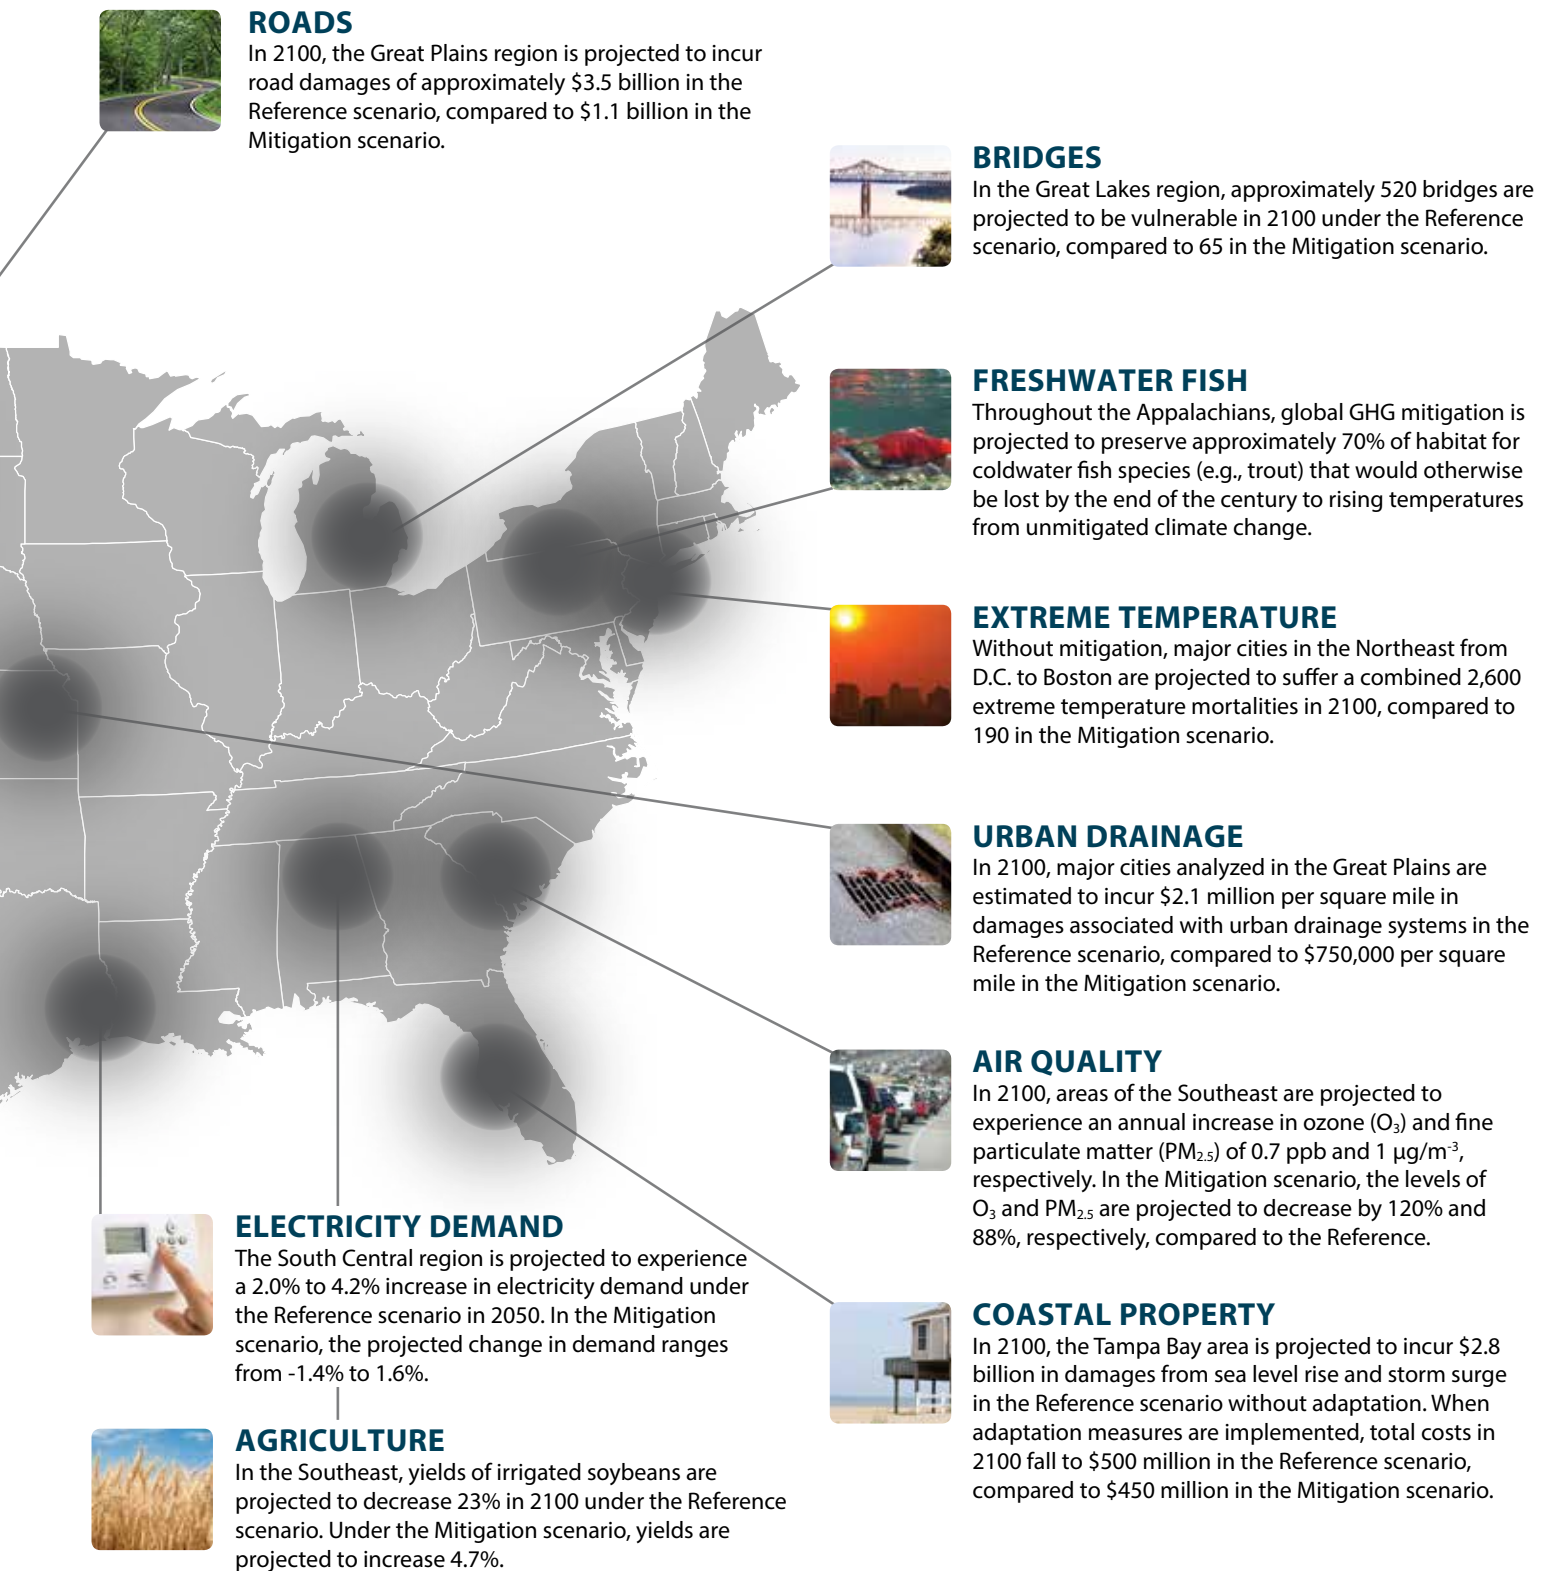 ROADS
In 2100, the Great Plains region is projected to incur
road damages of approximately $3.5 billion in the
Reference scenario, compared to $1.1 billion in the
Mitigation scenario.
BRIDGES
In the Great Lakes region, approximately 520 bridges are
projected to be vulnerable in 2100 under the Reference
scenario, compared to 65 in the Mitigation scenario.
FRESHWATER FISH
Throughout the Appalachians, global GHG mitigation is
projected to preserve approximately 70% of habitat for
coldwater fish species (e.g., trout) that would otherwise
be lost by the end of the century to rising temperatures
from unmitigated climate change.
EXTREME TEMPERATURE
Without mitigation, major cities in the Northeast from
D.C. to Boston are projected to suffer a combined 2,600
extreme temperature mortalities in 2100, compared to
190 in the Mitigation scenario.
URBAN DRAINAGE
In 2100, major cities analyzed in the Great Plains are
estimated to incur $2.1 million per square mile in
damages associated with urban drainage systems in the
Reference scenario, compared to $750,000 per square
mile in the Mitigation scenario.
AIR QUALITY
In 2100, areas of the Southeast are projected to
experience an annual increase in ozone (O₃) and fine
particulate matter (PM₂.₅) of 0.7 ppb and 1 µg/m⁻³,
respectively. In the Mitigation scenario, the levels of
O₃ and PM₂.₅ are projected to decrease by 120% and
88%, respectively, compared to the Reference.
ELECTRICITY DEMAND
The South Central region is projected to experience
a 2.0% to 4.2% increase in electricity demand under
the Reference scenario in 2050. In the Mitigation
scenario, the projected change in demand ranges
from -1.4% to 1.6%.
COASTAL PROPERTY
In 2100, the Tampa Bay area is projected to incur $2.8
billion in damages from sea level rise and storm surge
in the Reference scenario without adaptation. When
adaptation measures are implemented, total costs in
2100 fall to $500 million in the Reference scenario,
compared to $450 million in the Mitigation scenario.
AGRICULTURE
In the Southeast, yields of irrigated soybeans are
projected to decrease 23% in 2100 under the Reference
scenario. Under the Mitigation scenario, yields are
projected to increase 4.7%.